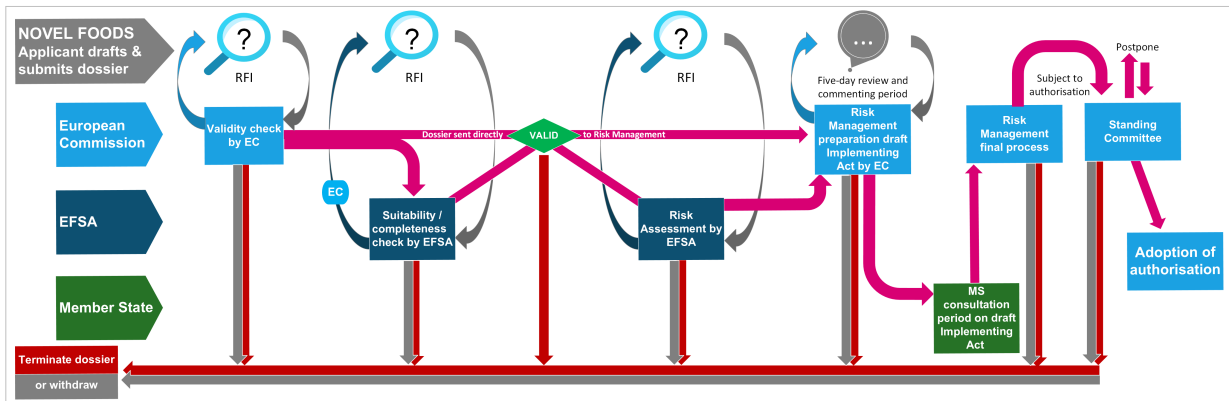 NOVEL FOODS
Applicant drafts &
submits dossier
?
RFI
?
RFI
?
RFI
...
Five-day review and
commenting period
Postpone
Subject to
authorisation
European
Commission
Validity check
by EC
Dossier sent directly
VALID
to Risk Management
Risk
Management
preparation draft
Implementing
Act by EC
Risk
Management
final process
Standing
Committee
EC
EFSA
Suitability /
completeness
check by EFSA
Risk
Assessment by
EFSA
Adoption of
authorisation
Member State
MS
consultation
period on draft
Implementing
Act
Terminate dossier
or withdraw